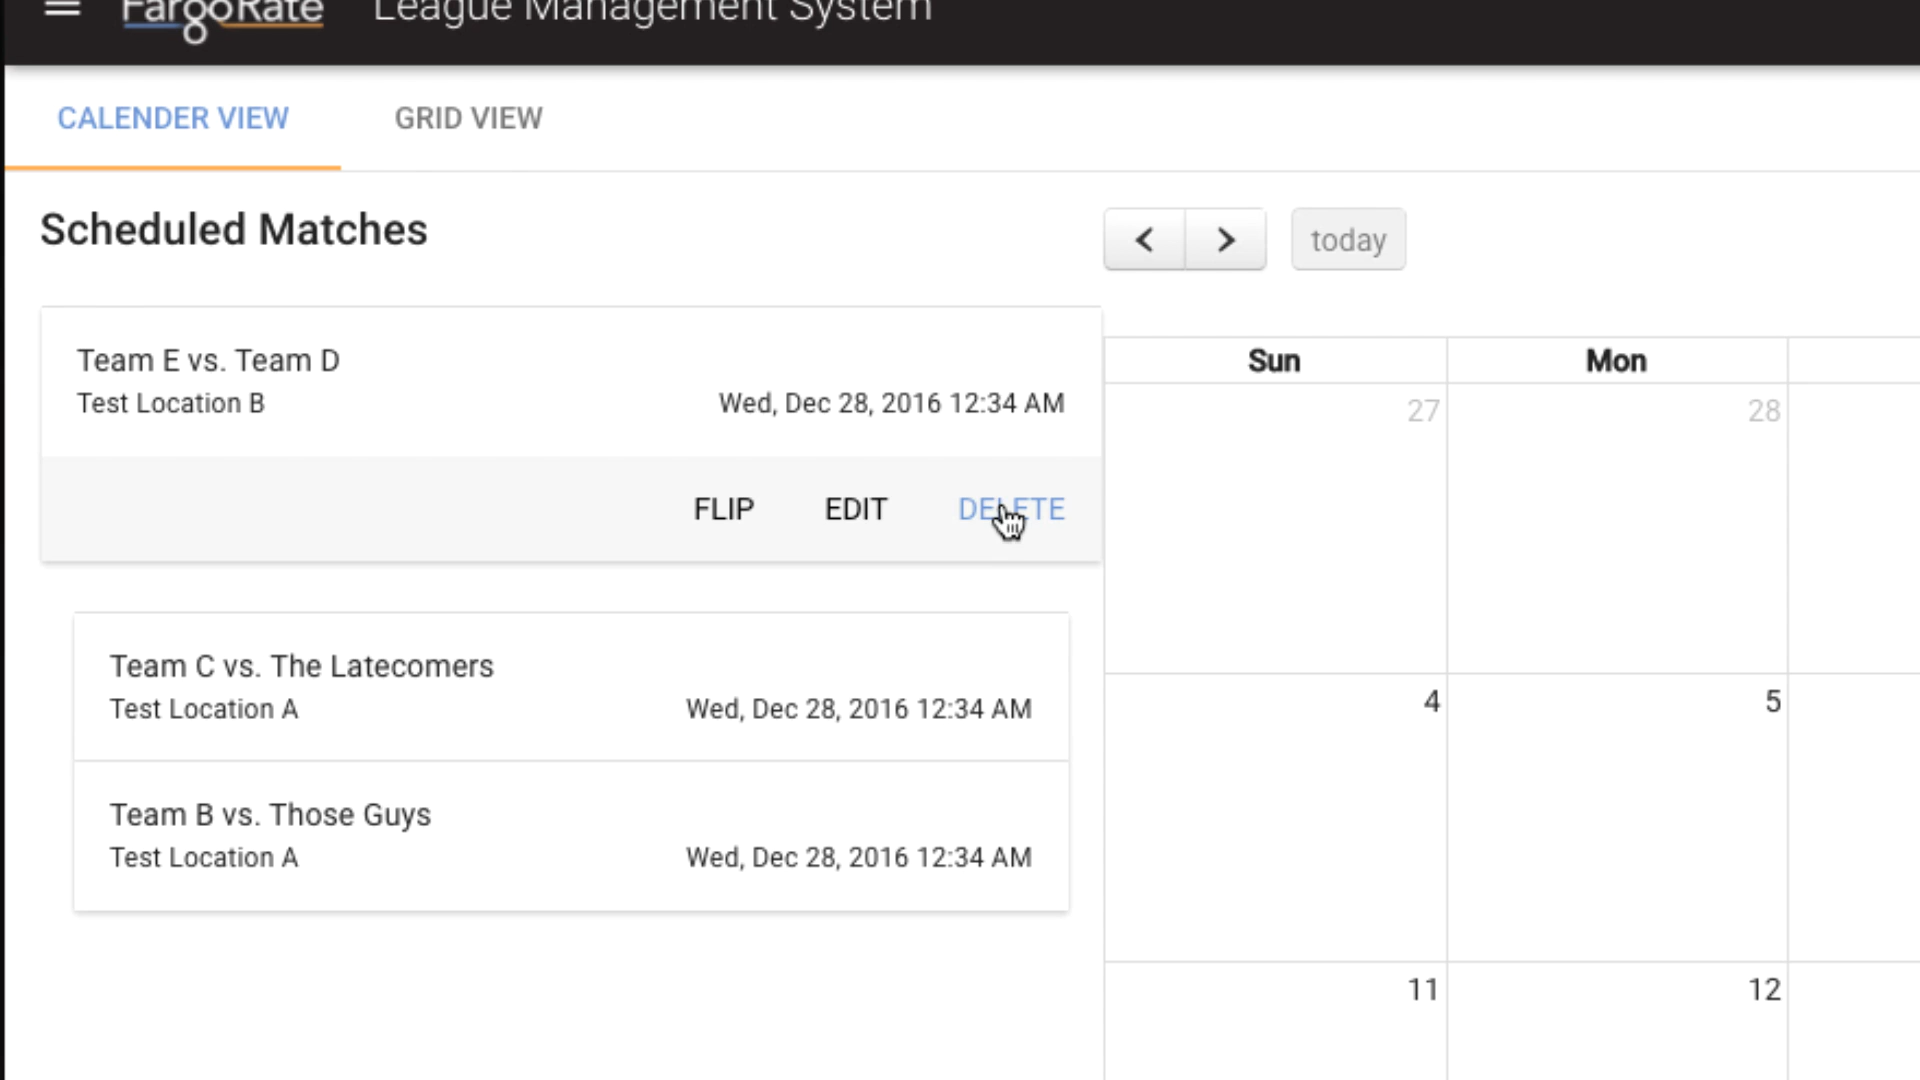 FargoRate League Management System
CALENDER VIEW GRID VIEW
Scheduled Matches
today
Team E vs. Team D
Test Location B Wed, Dec 28, 2016 12:34 AM
FLIP EDIT DELETE
Team C vs. The Latecomers
Test Location A Wed, Dec 28, 2016 12:34 AM
Team B vs. Those Guys
Test Location A Wed, Dec 28, 2016 12:34 AM
Sun Mon
27 28
4 5
11 12